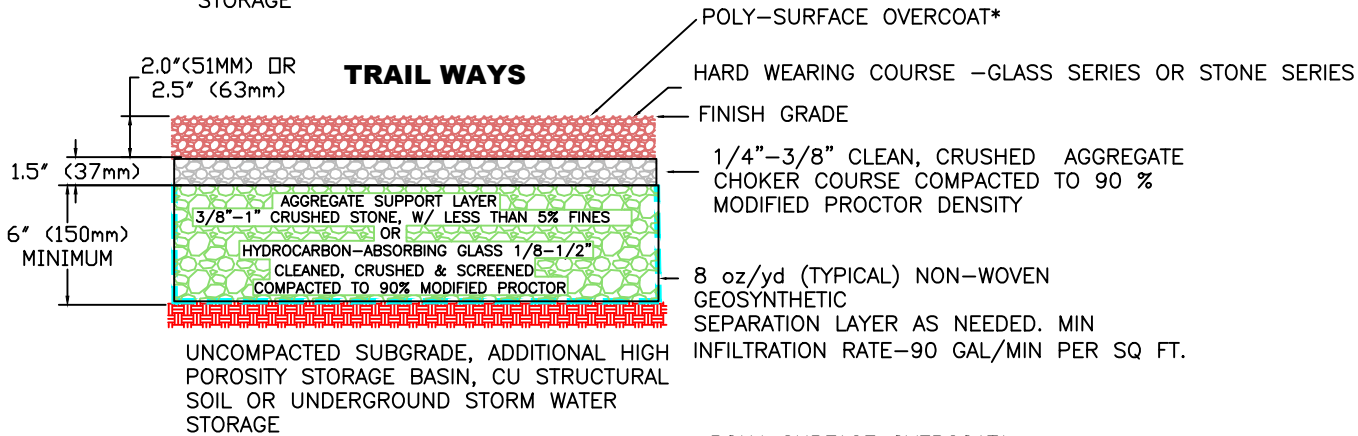 STORAGE
POLY-SURFACE OVERCOAT*
2.0"(51MM) OR
2.5" (63mm)
TRAIL WAYS
HARD WEARING COURSE -GLASS SERIES OR STONE SERIES
FINISH GRADE
1.5" (37mm)
1/4"-3/8" CLEAN, CRUSHED AGGREGATE
CHOKER COURSE COMPACTED TO 90 %
MODIFIED PROCTOR DENSITY
6" (150mm)
MINIMUM
AGGREGATE SUPPORT LAYER
3/8"-1" CRUSHED STONE, W/ LESS THAN 5% FINES
OR
HYDROCARBON-ABSORBING GLASS 1/8-1/2"
CLEANED, CRUSHED & SCREENED
COMPACTED TO 90% MODIFIED PROCTOR
8 oz/yd (TYPICAL) NON-WOVEN
GEOSYNTHETIC
SEPARATION LAYER AS NEEDED. MIN
INFILTRATION RATE-90 GAL/MIN PER SQ FT.
UNCOMPACTED SUBGRADE, ADDITIONAL HIGH
POROSITY STORAGE BASIN, CU STRUCTURAL
SOIL OR UNDERGROUND STORM WATER
STORAGE